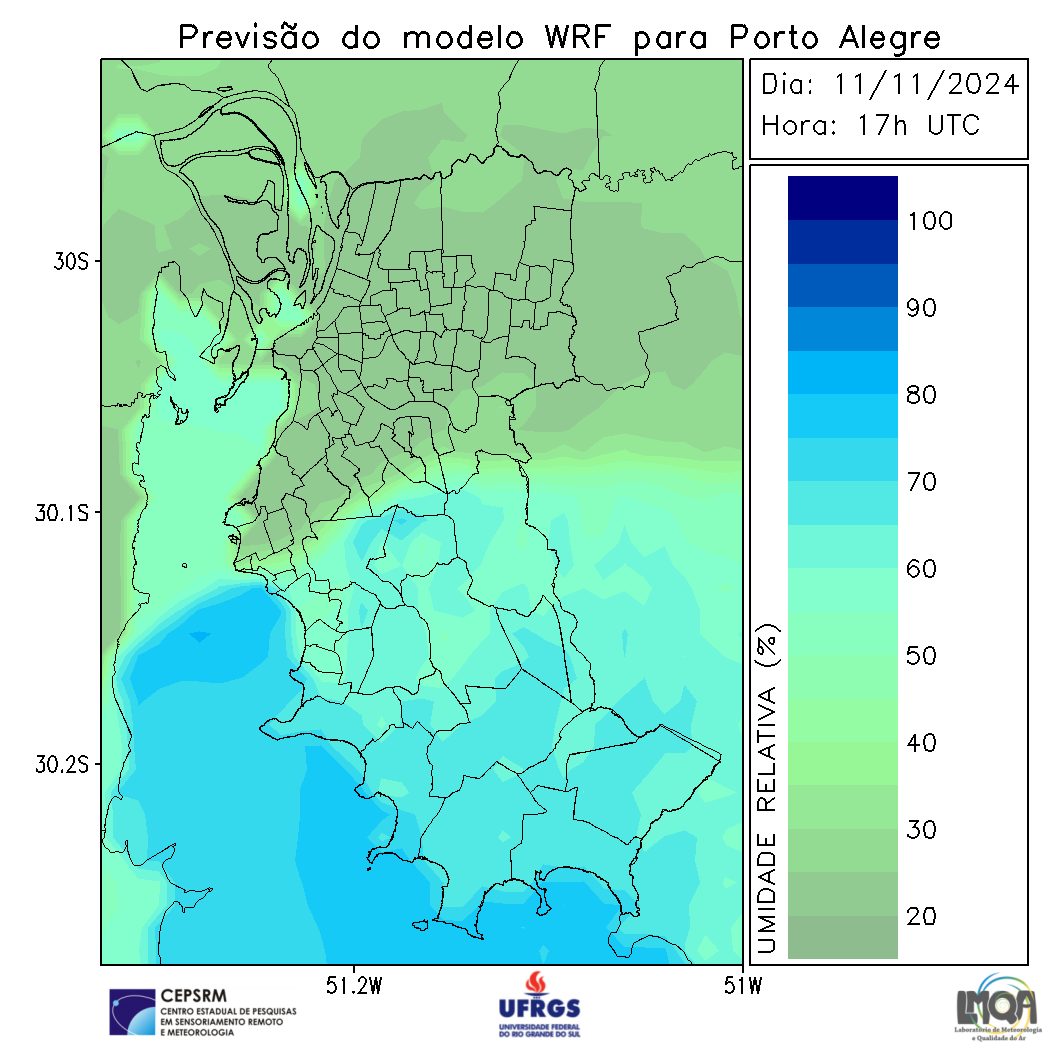 Previsão do modelo WRF para Porto Alegre
Dia: 11/11/2024
Hora: 17h UTC
30S
30.1S
30.2S
51.2W
51W
100
90
80
70
60
50
40
30
20
UMIDADE RELATIVA (%)
CEPSRM
CENTRO ESTADUAL DE PESQUISAS
EM SENSORIAMENTO REMOTO
E METEOROLOGIA
UFRGS
UNIVERSIDADE FEDERAL
DO RIO GRANDE DO SUL
LMQA
Laboratório de Meteorologia
e Qualidade do Ar